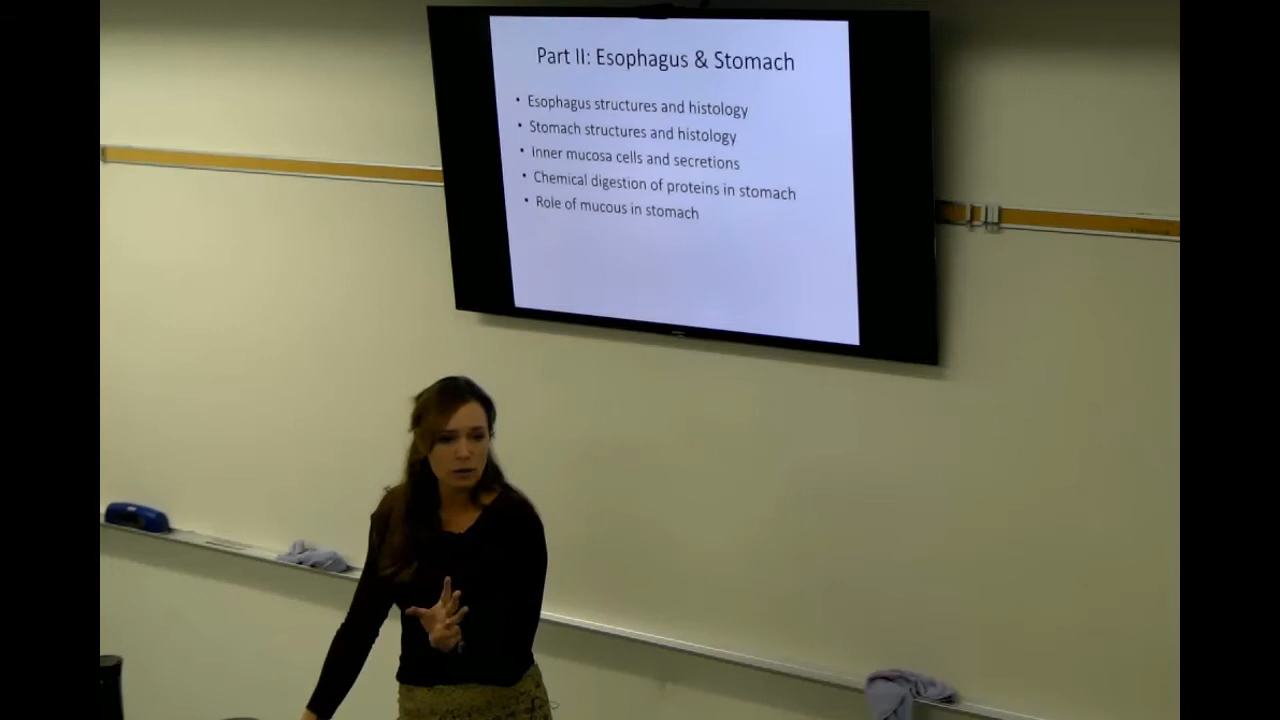 Part II: Esophagus & Stomach
• Esophagus structures and histology
• Stomach structures and histology
• Inner mucosa cells and secretions
• Chemical digestion of proteins in stomach
• Role of mucous in stomach